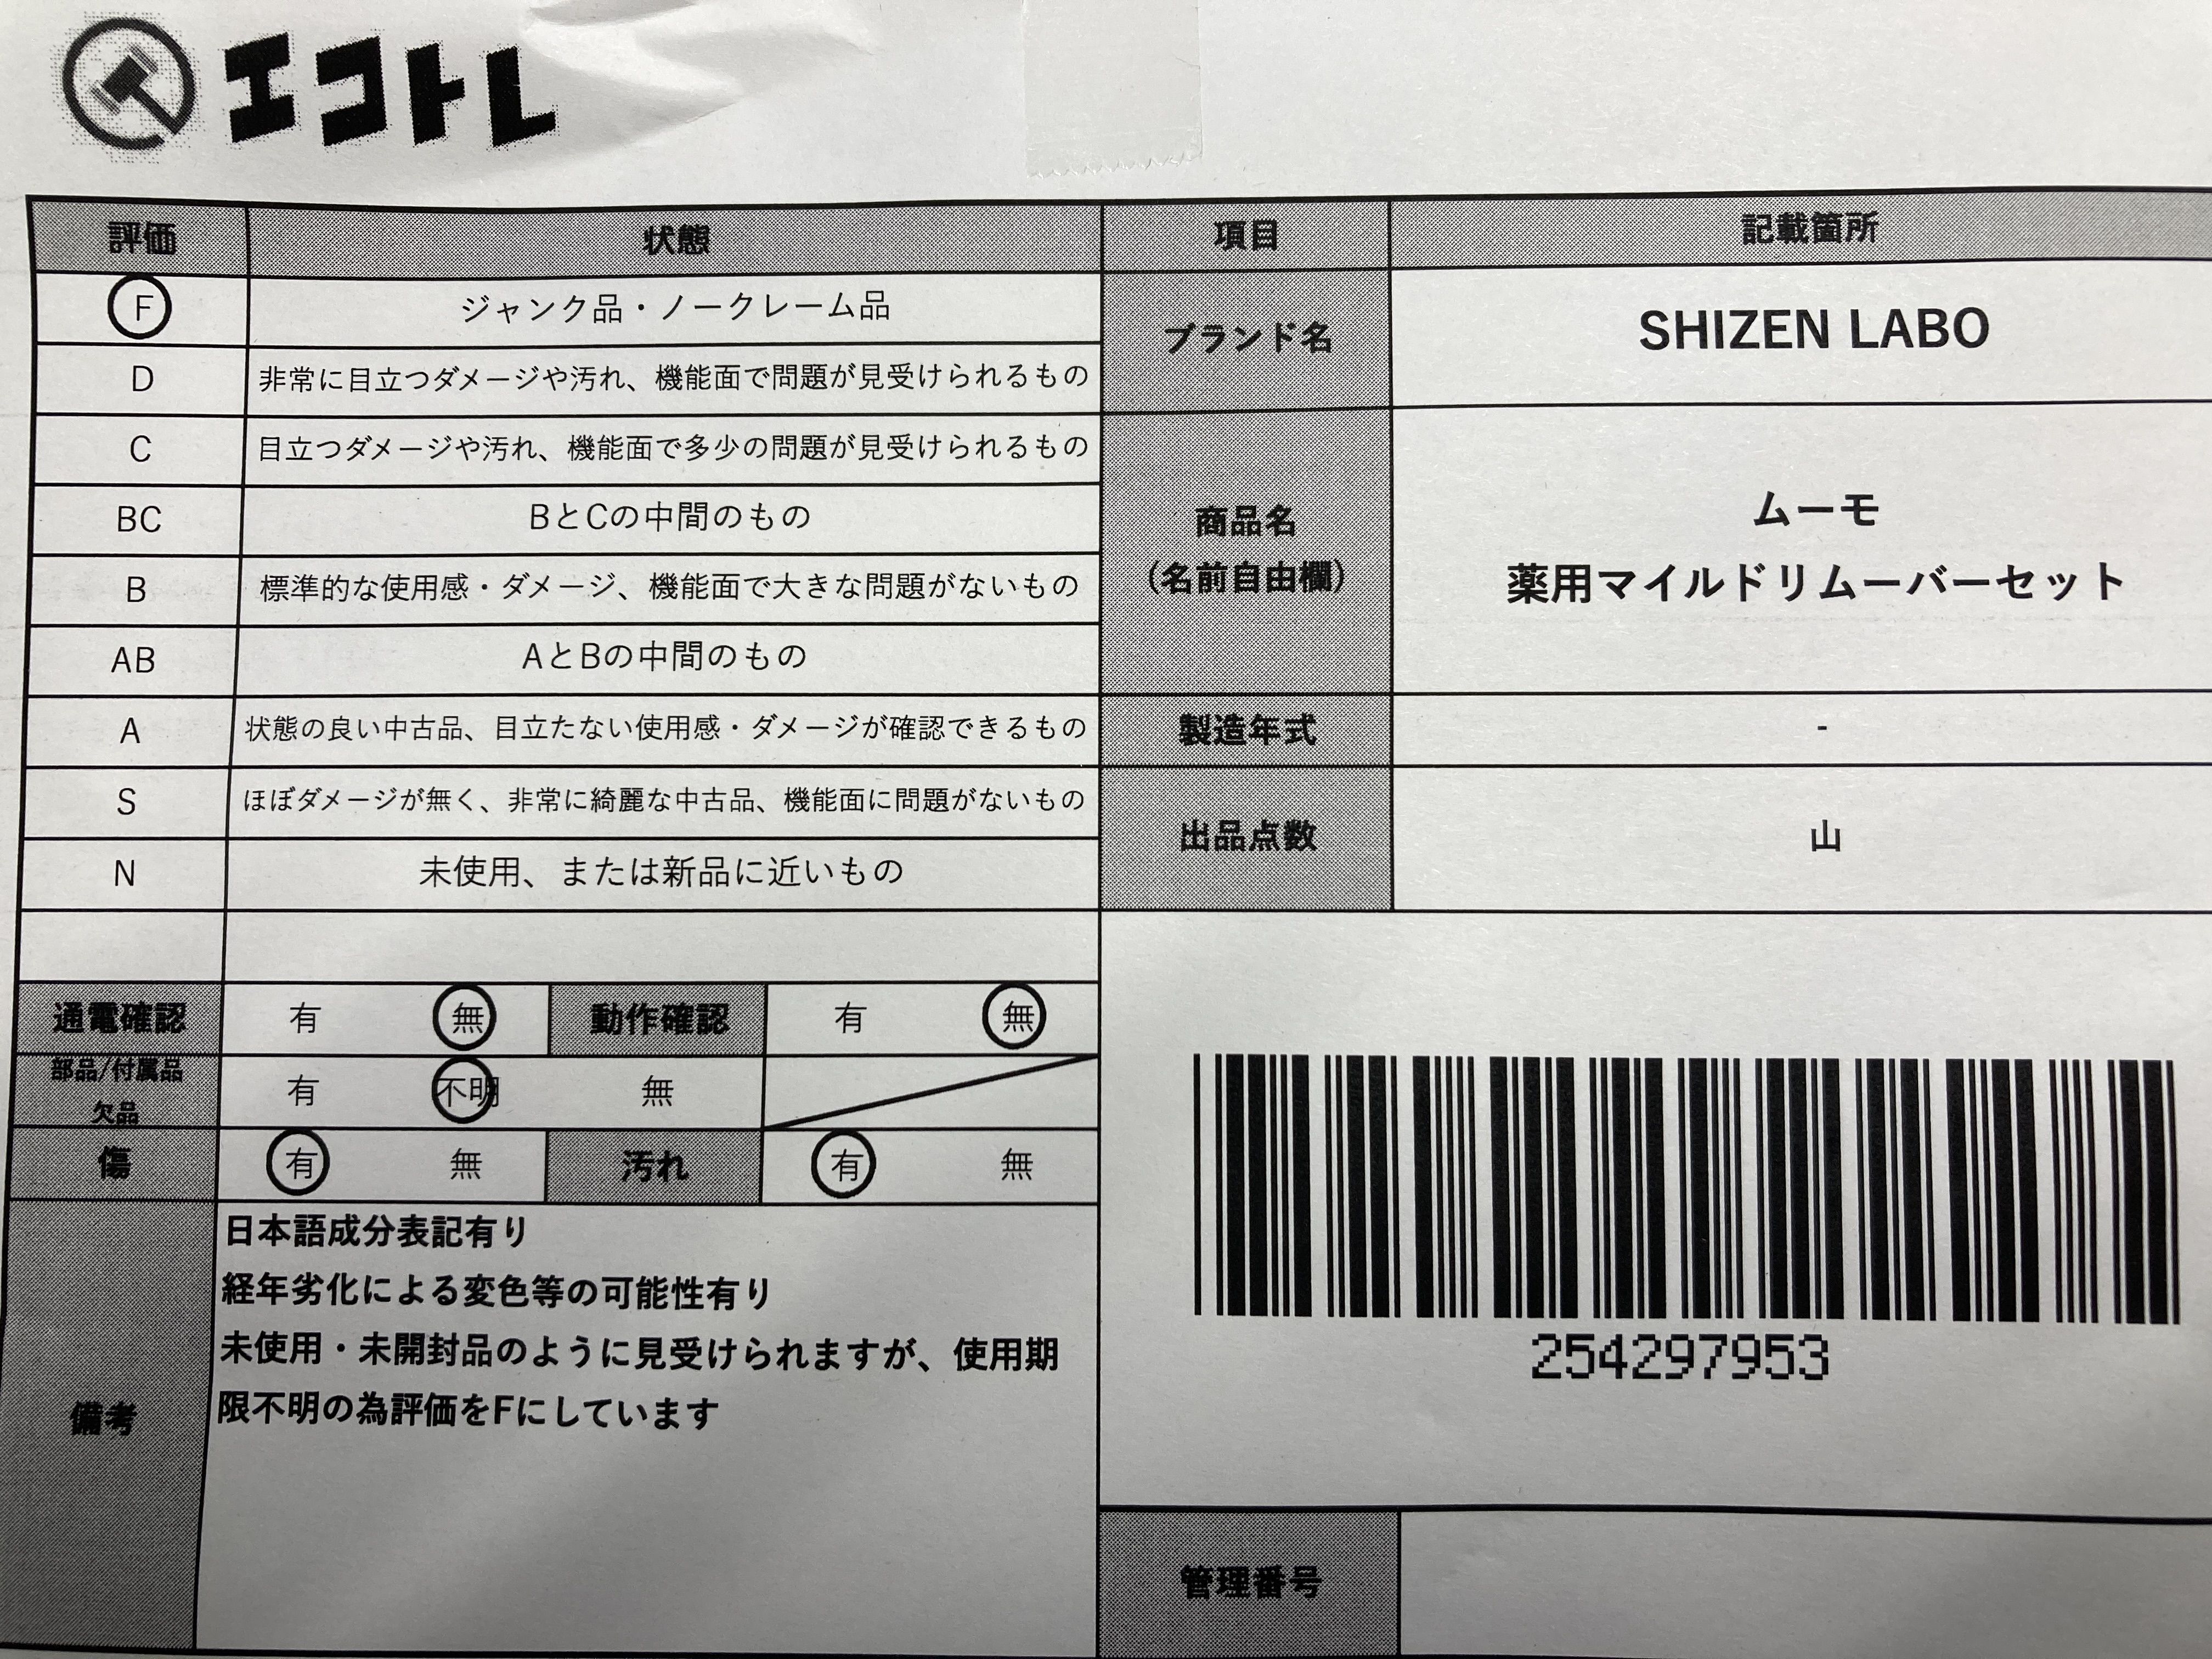 エコトレ
評価 状態 項目 記載箇所
F ジャンク品・ノークレーム品
D 非常に目立つダメージや汚れ、機能面で問題が見受けられるもの
C 目立つダメージや汚れ、機能面で多少の問題が見受けられるもの
BC BとCの中間のもの
B 標準的な使用感・ダメージ、機能面で大きな問題がないもの
AB AとBの中間のもの
A 状態の良い中古品、目立たない使用感・ダメージが確認できるもの
S ほぼダメージが無く、非常に綺麗な中古品、機能面に問題がないもの
N 未使用、または新品に近いもの
ブランド名 SHIZEN LABO
商品名
(名前自由欄)
ムーモ
薬用マイルドリムーバーセット
製造年式 -
出品点数 山
通電確認 有 無 動作確認 有 無
部品/付属品
欠品
有 不明 無
傷 有 無 汚れ 有 無
備考
日本語成分表記有り
経年劣化による変色等の可能性有り
未使用・未開封品のように見受けられますが、使用期
限不明の為評価をFにしています
254297953
管理番号